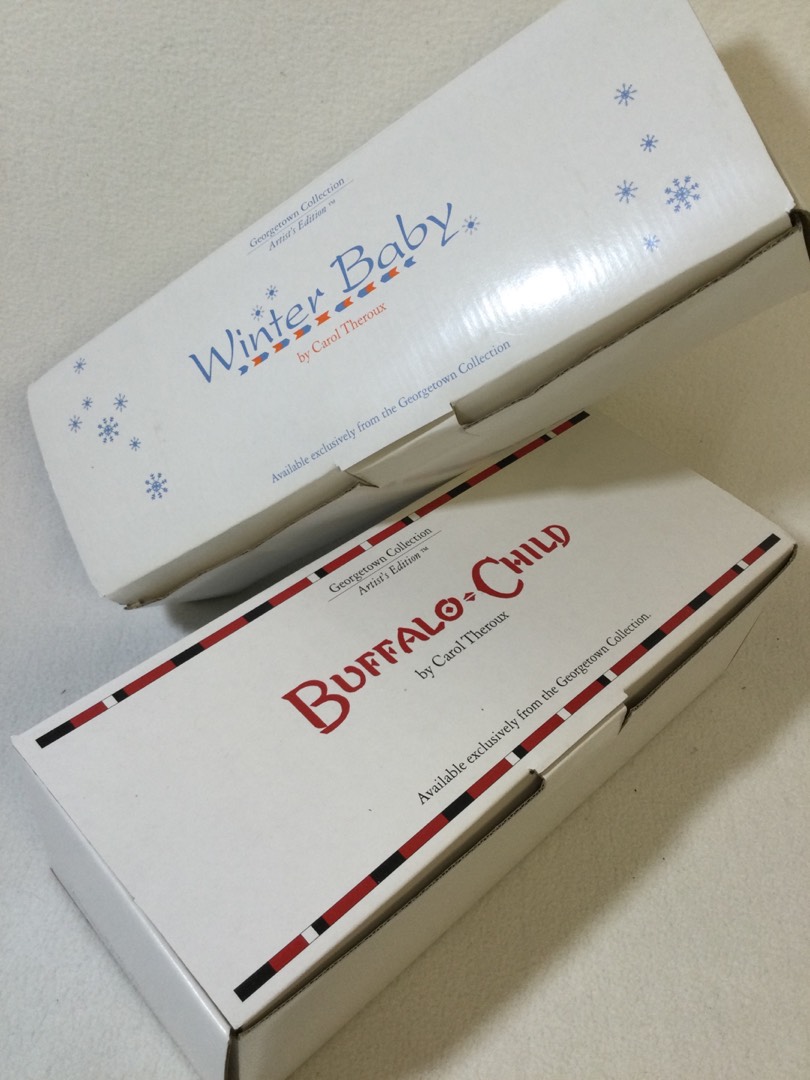 Georgetown Collection
Artist's Edition™
Winter Baby
by Carol Theroux
Available exclusively from the Georgetown Collection
Georgetown Collection
Artist's Edition™
BUFFALO CHILD
by Carol Theroux
Available exclusively from the Georgetown Collection.